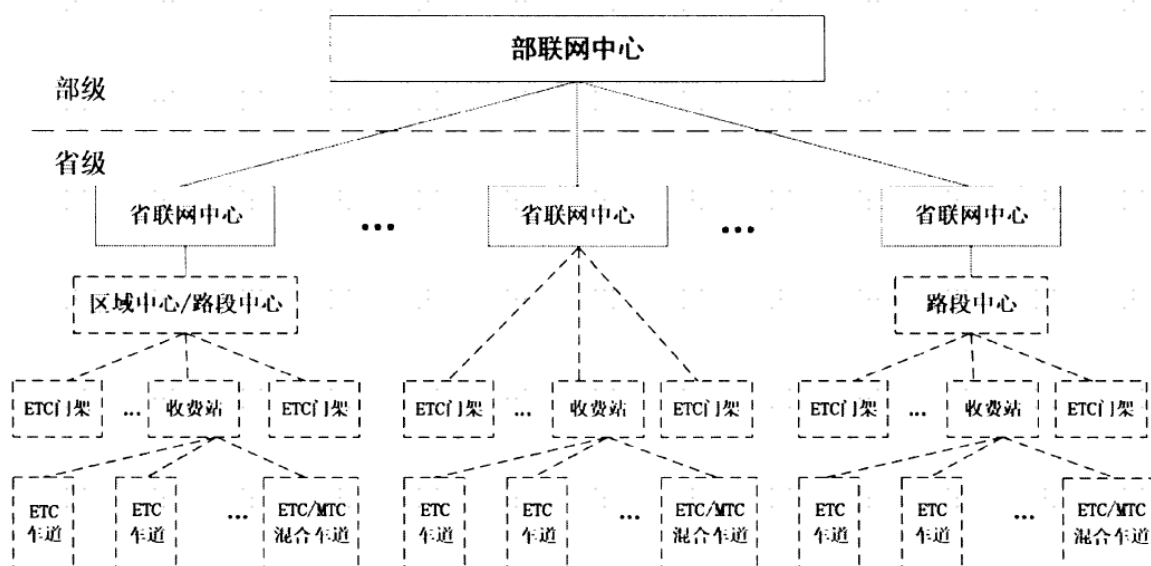 部联网中心
部级
省级
省联网中心
...
省联网中心
...
省联网中心
区域中心/路段中心
路段中心
ETC门架
...
收费站
ETC门架
ETC门架
...
收费站
ETC门架
ETC门架
...
收费站
ETC门架
ETC
车道
ETC
车道
...
ETC/MTC
混合车道
ETC
车道
ETC
车道
...
ETC/MTC
混合车道
ETC
车道
ETC
车道
...
ETC/MTC
混合车道